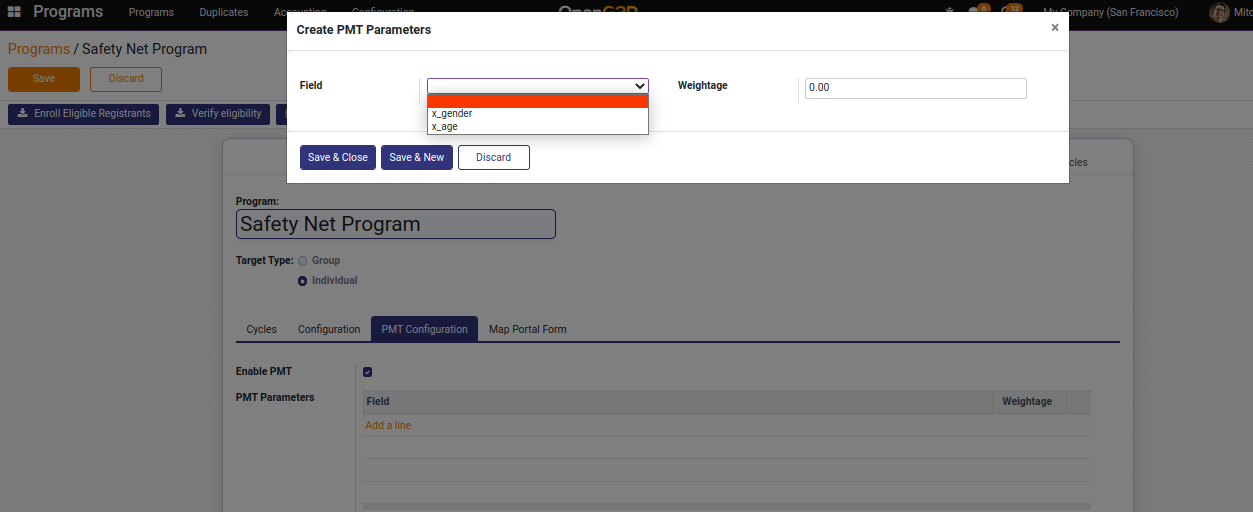 Programs Programs Duplicates Accounting Configuration OpenG2P 6 12 My Company (San Francisco)
Create PMT Parameters ×
Programs / Safety Net Program
Save Discard
Field Weightage 0.00
x_gender
x_age
Enroll Eligible Registrants Verify eligibility
Save & Close Save & New Discard
cles
Program:
Safety Net Program
Target Type: Group
Individual
Cycles Configuration PMT Configuration Map Portal Form
Enable PMT
PMT Parameters Field Weightage
Add a line